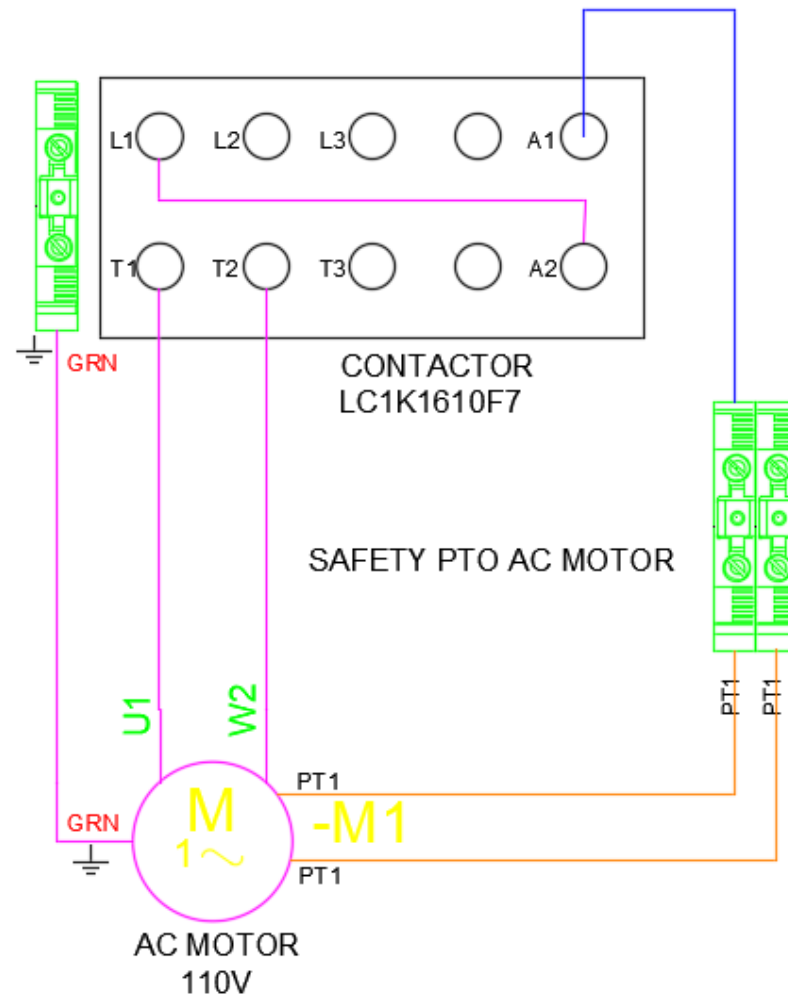 L1 L2 L3 A1
T1 T2 T3 A2
GRN
CONTACTOR
LC1K1610F7
SAFETY PTO AC MOTOR
U1 W2
PT1 PT1
PT1
GRN
M
1~
-M1
PT1
AC MOTOR
110V